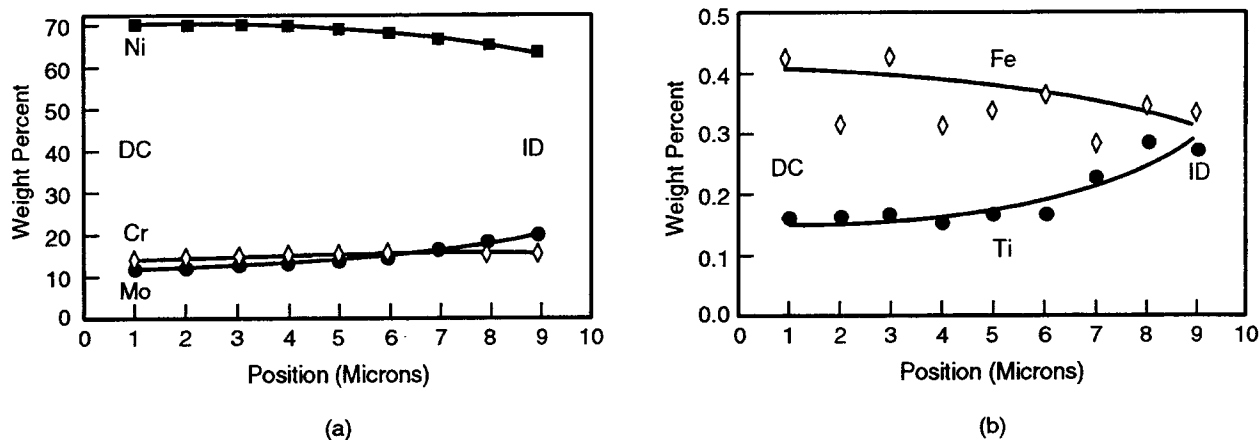 70
60
50
40
30
20
10
0
Weight Percent
Ni
DC
ID
Cr
Mo
0 1 2 3 4 5 6 7 8 9 10
Position (Microns)
(a)
0.5
0.4
0.3
0.2
0.1
0.0
Weight Percent
Fe
DC
ID
Ti
0 1 2 3 4 5 6 7 8 9 10
Position (Microns)
(b)